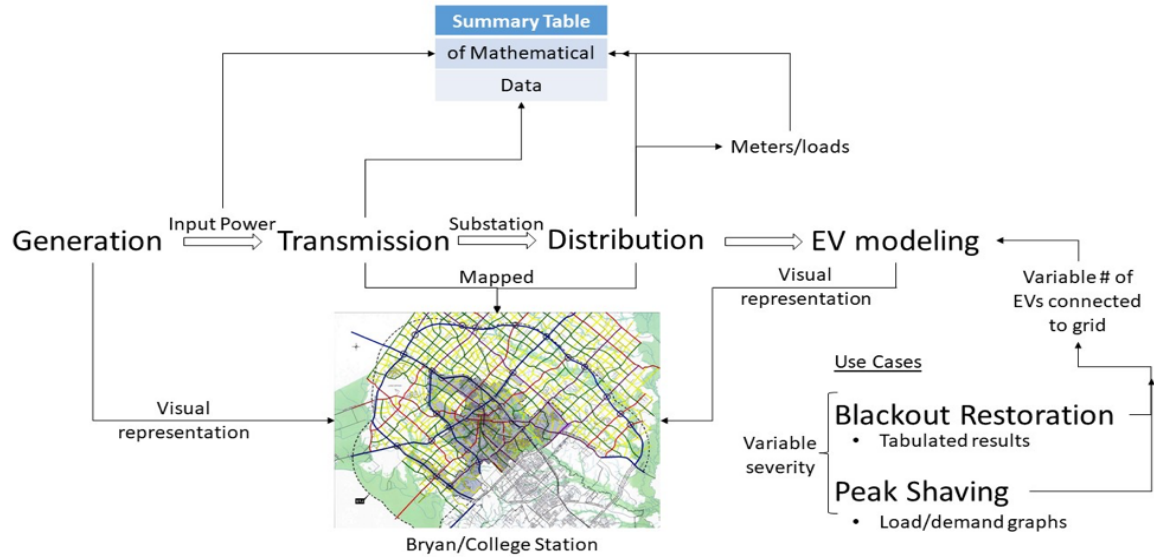 Summary Table
of Mathematical
Data
Meters/loads
Input Power
Substation
Generation
Transmission
Distribution
EV modeling
Mapped
Visual
representation
Variable # of
EVs connected
to grid
Use Cases
Visual
representation
Variable
severity
Blackout Restoration
• Tabulated results
Peak Shaving
• Load/demand graphs
Bryan/College Station